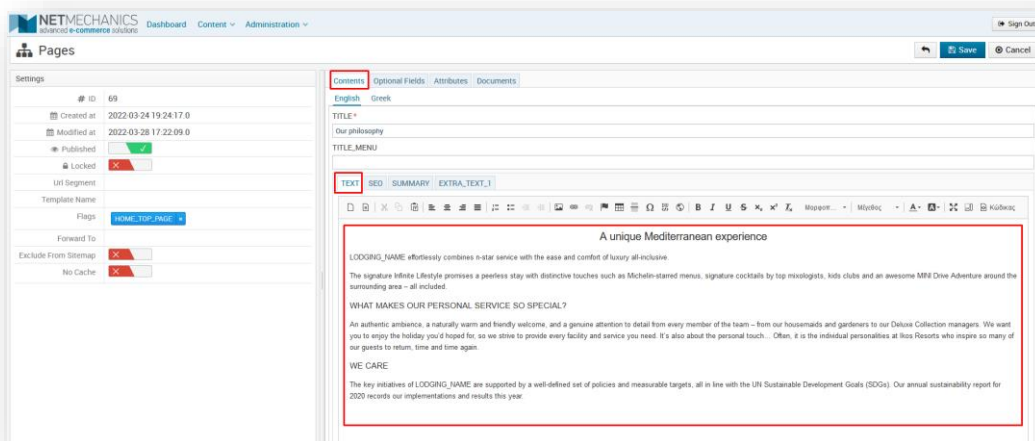 NETMECHANICS
advanced e-commerce solutions
Dashboard Content Administration
Sign Out
Pages
Save Cancel
Settings
# ID 69
Created at 2022-03-24 19:24:17.0
Modified at 2022-03-28 17:22:09.0
Published
Locked
Url Segment
Template Name
Flags HOME_TOP_PAGE ×
Forward To
Exclude From Sitemap
No Cache
Contents Optional Fields Attributes Documents
English Greek
TITLE*
Our philosophy
TITLE_MENU
TEXT SEO SUMMARY EXTRA_TEXT_1
B I U S Μορφοπ... Μέγεθος A Κώδικας
A unique Mediterranean experience
LODGING_NAME effortlessly combines n-star service with the ease and comfort of luxury all-inclusive.
The signature Infinite Lifestyle promises a peerless stay with distinctive touches such as Michelin-starred menus, signature cocktails by top mixologists, kids clubs and an awesome MINI Drive Adventure around the
surrounding area – all included.
WHAT MAKES OUR PERSONAL SERVICE SO SPECIAL?
An authentic ambience, a naturally warm and friendly welcome, and a genuine attention to detail from every member of the team – from our housemaids and gardeners to our Deluxe Collection managers. We want
you to enjoy the holiday you'd hoped for, so we strive to provide every facility and service you need. It's also about the personal touch… Often, it is the individual personalities at Ikos Resorts who inspire so many of
our guests to return, time and time again.
WE CARE
The key initiatives of LODGING_NAME are supported by a well-defined set of policies and measurable targets, all in line with the UN Sustainable Development Goals (SDGs). Our annual sustainability report for
2020 records our implementations and results this year.